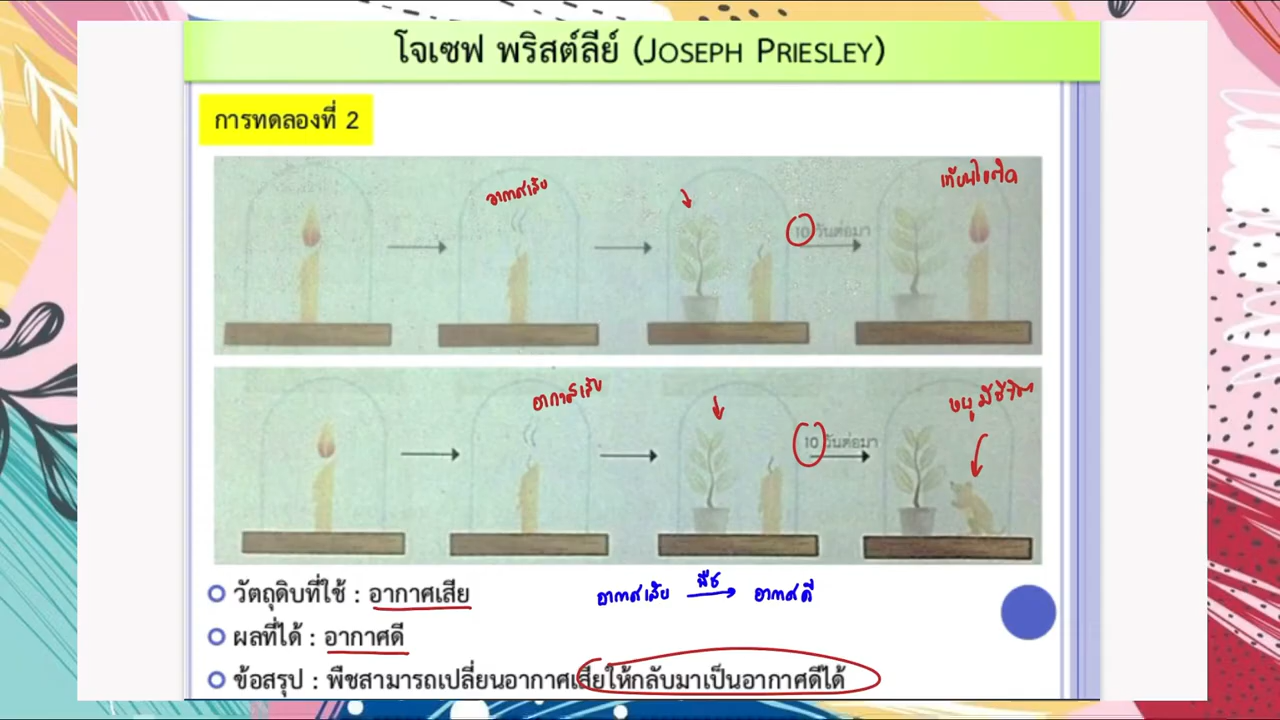 โจเซฟ พริสต์ลีย์ (JOSEPH PRIESLEY)
การทดลองที่ 2
อากาศเสีย
10 วันต่อมา
เทียนไขติด
อากาศเสีย
10 วันต่อมา
หนูมีชีวิต
วัตถุดิบที่ใช้ : อากาศเสีย
อากาศเสีย พืช อากาศดี
ผลที่ได้ : อากาศดี
ข้อสรุป : พืชสามารถเปลี่ยนอากาศเสียให้กลับมาเป็นอากาศดีได้